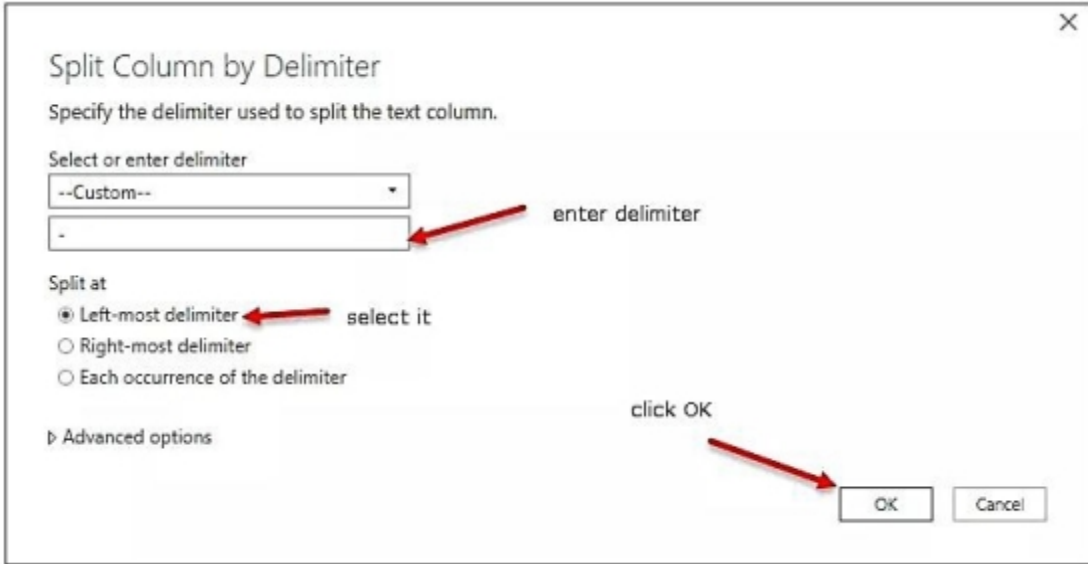 Split Column by Delimiter
Specify the delimiter used to split the text column.
Select or enter delimiter
--Custom--
-
enter delimiter
Split at
Left-most delimiter
select it
Right-most delimiter
Each occurrence of the delimiter
click OK
Advanced options
OK
Cancel